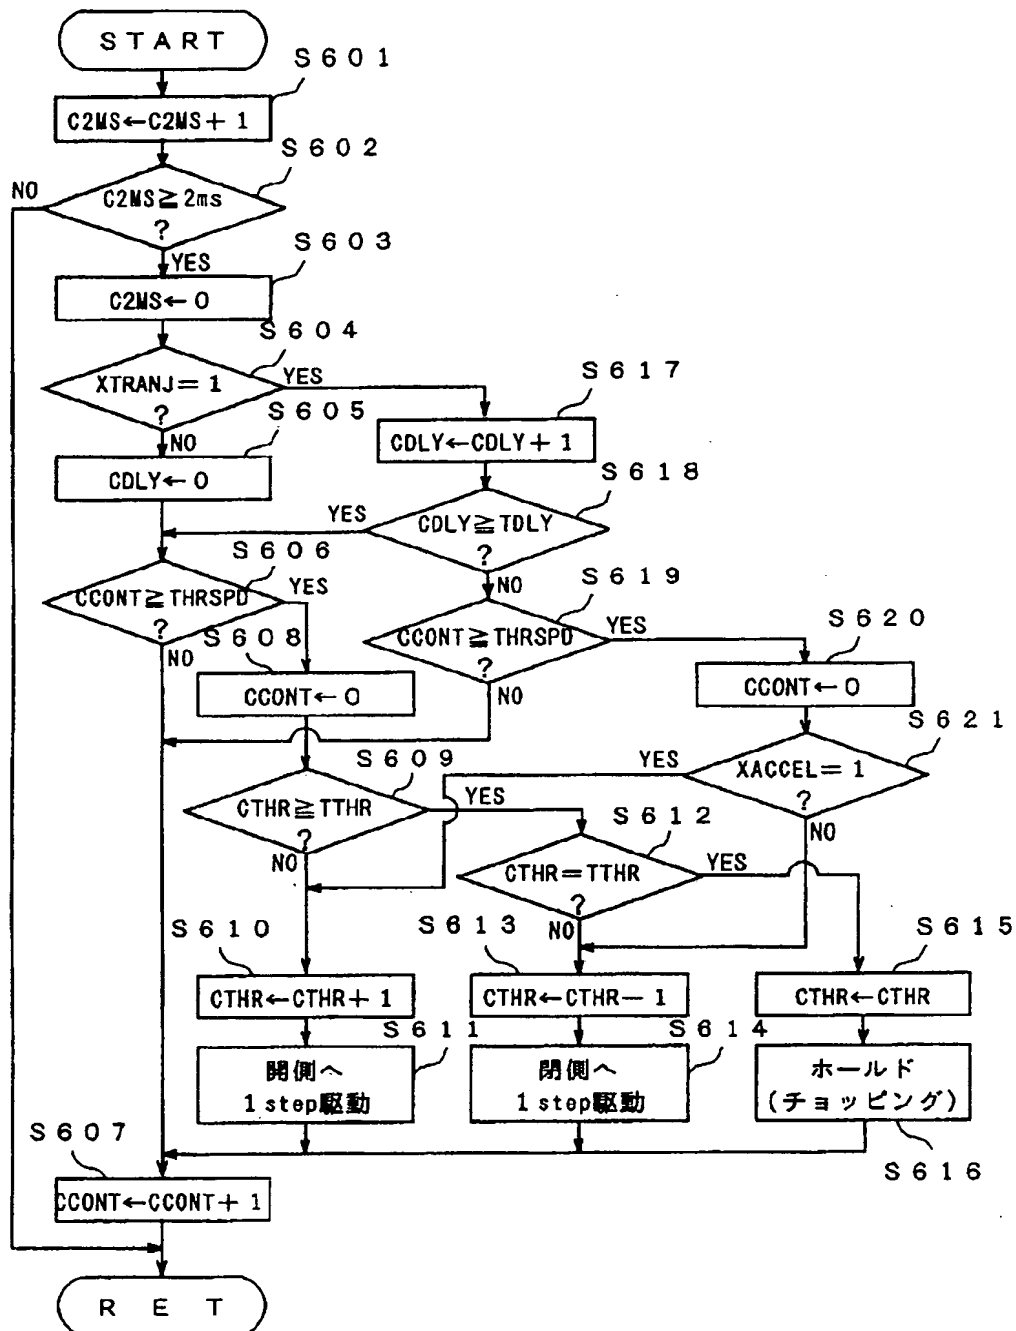 START
S601
C2MS←C2MS+1
S602
NO
C2MS≧2ms
?
YES
S603
C2MS←0
S604
XTRANJ=1
?
YES
NO
S605
CDLY←0
S617
CDLY←CDLY+1
S618
CDLY≧TDLY
?
YES
NO
S606
CCONT≧THRSPD
?
YES
NO
S619
CCONT≧THRSPD
?
YES
NO
S608
CCONT←0
S620
CCONT←0
S621
XACCEL=1
?
YES
NO
S609
CTHR≧TTHR
?
YES
NO
S612
CTHR=TTHR
?
YES
NO
S610
CTHR←CTHR+1
S613
CTHR←CTHR-1
S615
CTHR←CTHR
S611
開側へ
1step駆動
S614
閉側へ
1step駆動
ホールド
(チョッピング)
S616
S607
CCONT←CCONT+1
RET